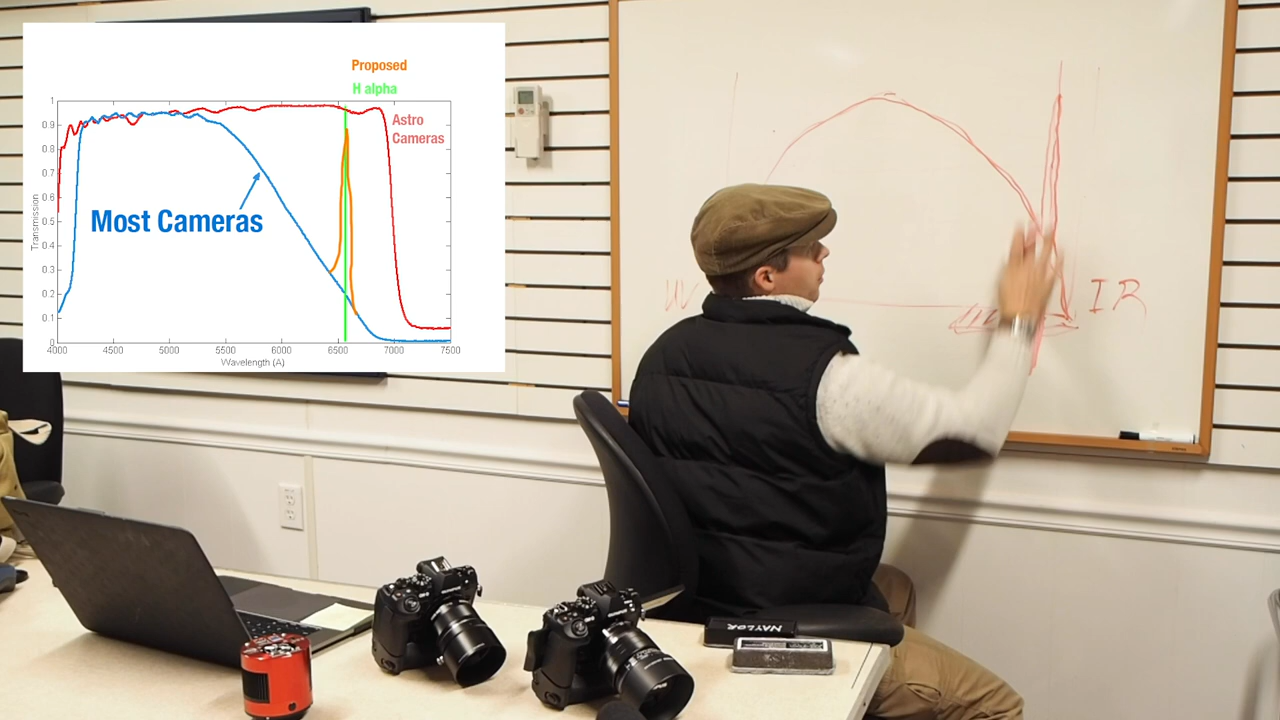 Proposed
H alpha
Astro
Cameras
Most Cameras
Transmission
1
0.9
0.8
0.7
0.6
0.5
0.4
0.3
0.2
0.1
0
4000 4500 5000 5500 6000 6500 7000 7500
Wavelength (A)
UV
IR
OLYMPUS
NAYLOR